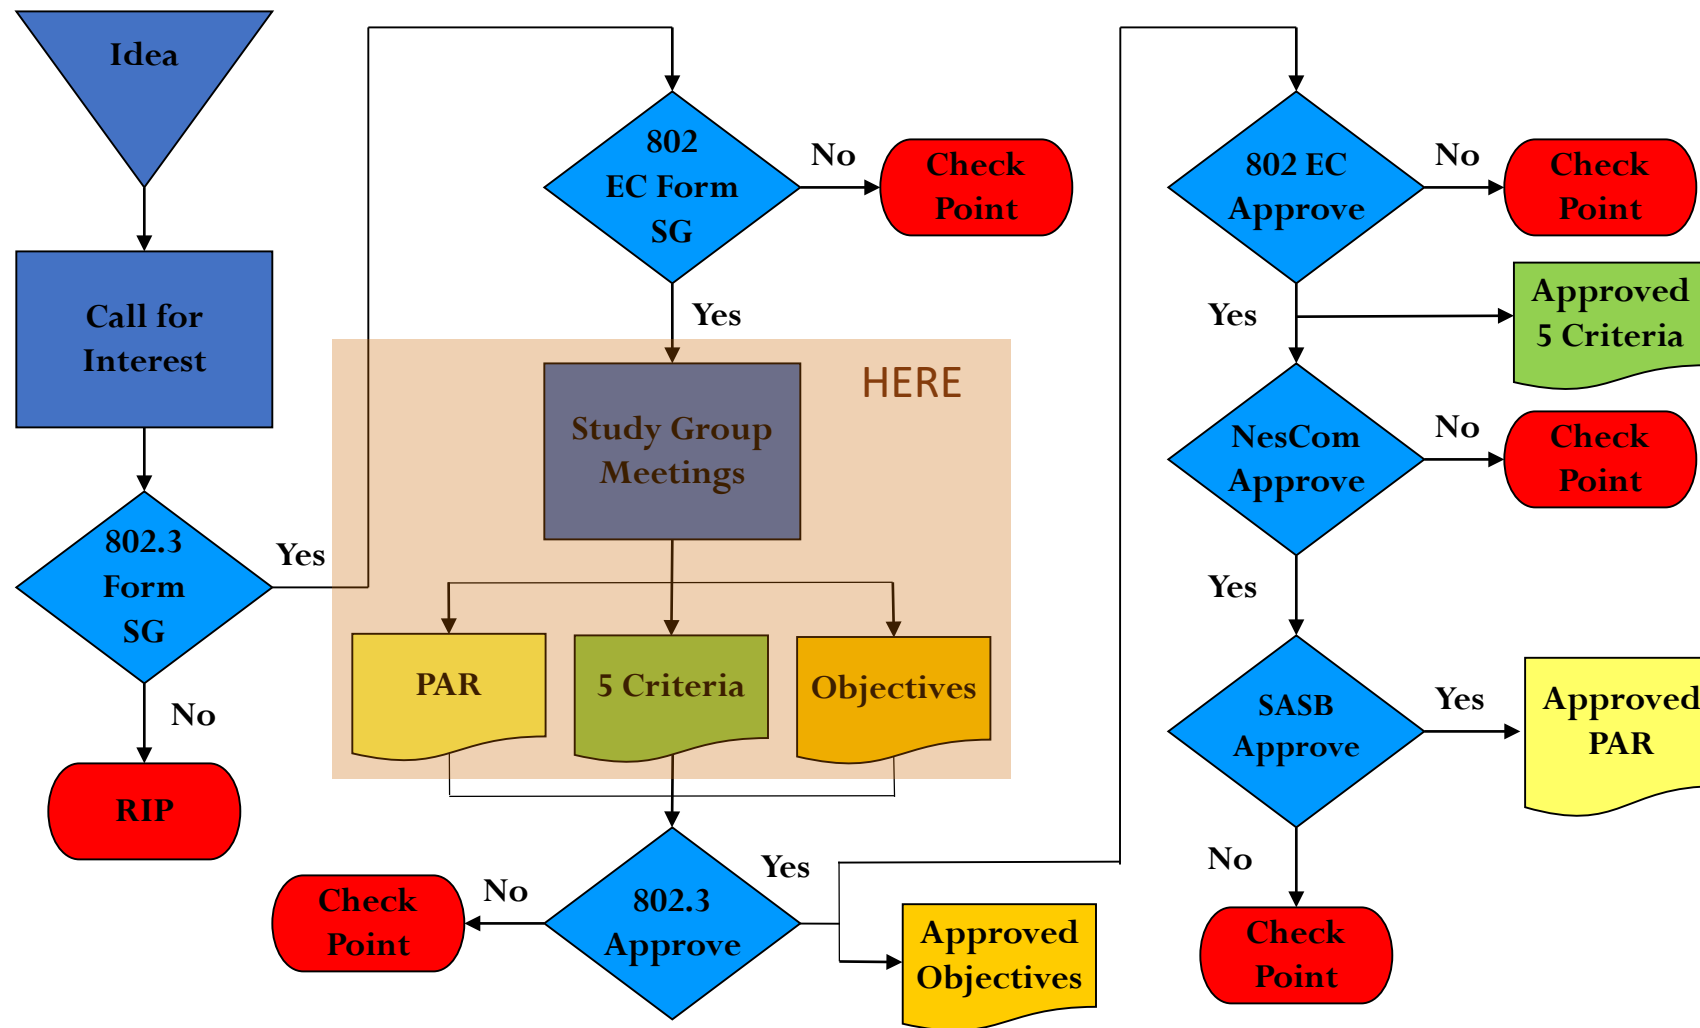 Idea
Call for
Interest
802.3
Form
SG
Yes
No
RIP
802
EC Form
SG
No
Check
Point
Yes
HERE
Study Group
Meetings
PAR
5 Criteria
Objectives
802.3
Approve
No
Check
Point
Yes
Approved
Objectives
802 EC
Approve
No
Check
Point
Yes
Approved
5 Criteria
NesCom
Approve
No
Check
Point
Yes
SASB
Approve
Yes
Approved
PAR
No
Check
Point